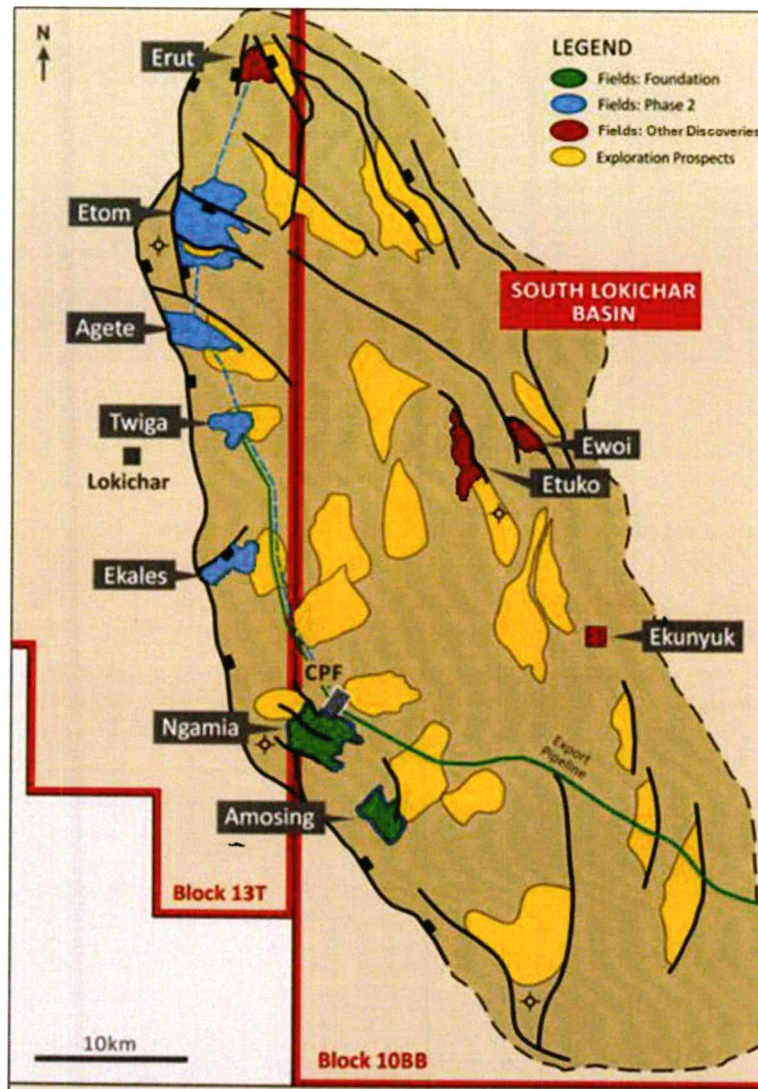 N
Erut
LEGEND
Fields: Foundation
Fields: Phase 2
Fields: Other Discoveries
Exploration Prospects
Etom
SOUTH LOKICHAR
BASIN
Agete
Twiga
Lokichar
Ewoi
Etuko
Ekales
Ekunyuk
CPF
Ngamia
Export
Pipeline
Amosing
Block 13T
10km
Block 10BB